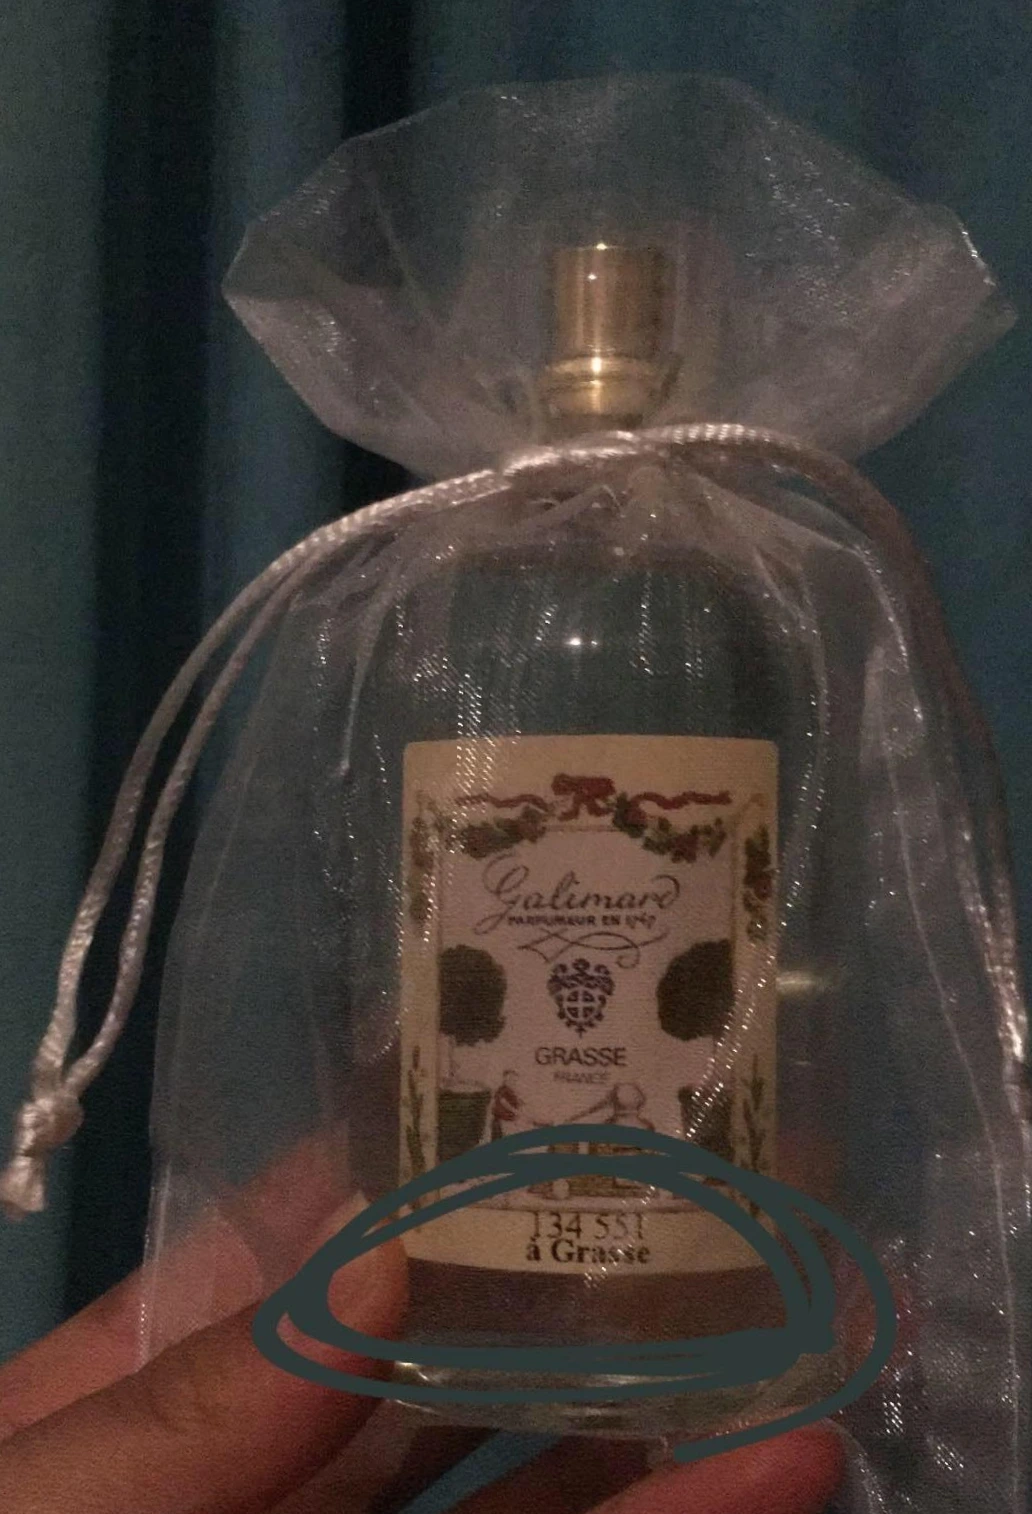 Galimard
PARFUMEUR EN 1747
GRASSE
FRANCE
134 551
à Grasse